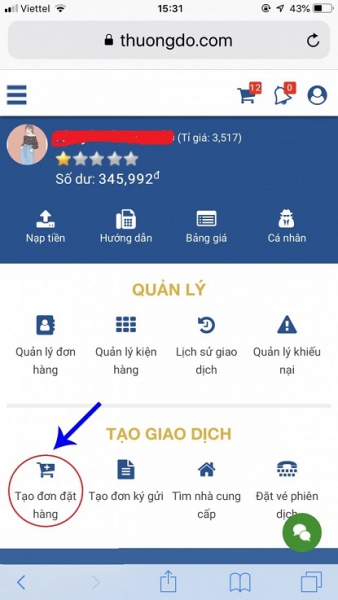 Viettel 15:31 43%
thuongdo.com
12 0
(Tỉ giá: 3,517)
Số dư: 345,992đ
Nạp tiền Hướng dẫn Bảng giá Cá nhân
QUẢN LÝ
Quản lý đơn Quản lý kiện Lịch sử giao Quản lý khiếu
hàng hàng dịch nại
TẠO GIAO DỊCH
Tạo đơn đặt Tạo đơn ký gửi Tìm nhà cung Đặt vé phiên
hàng cấp dịch